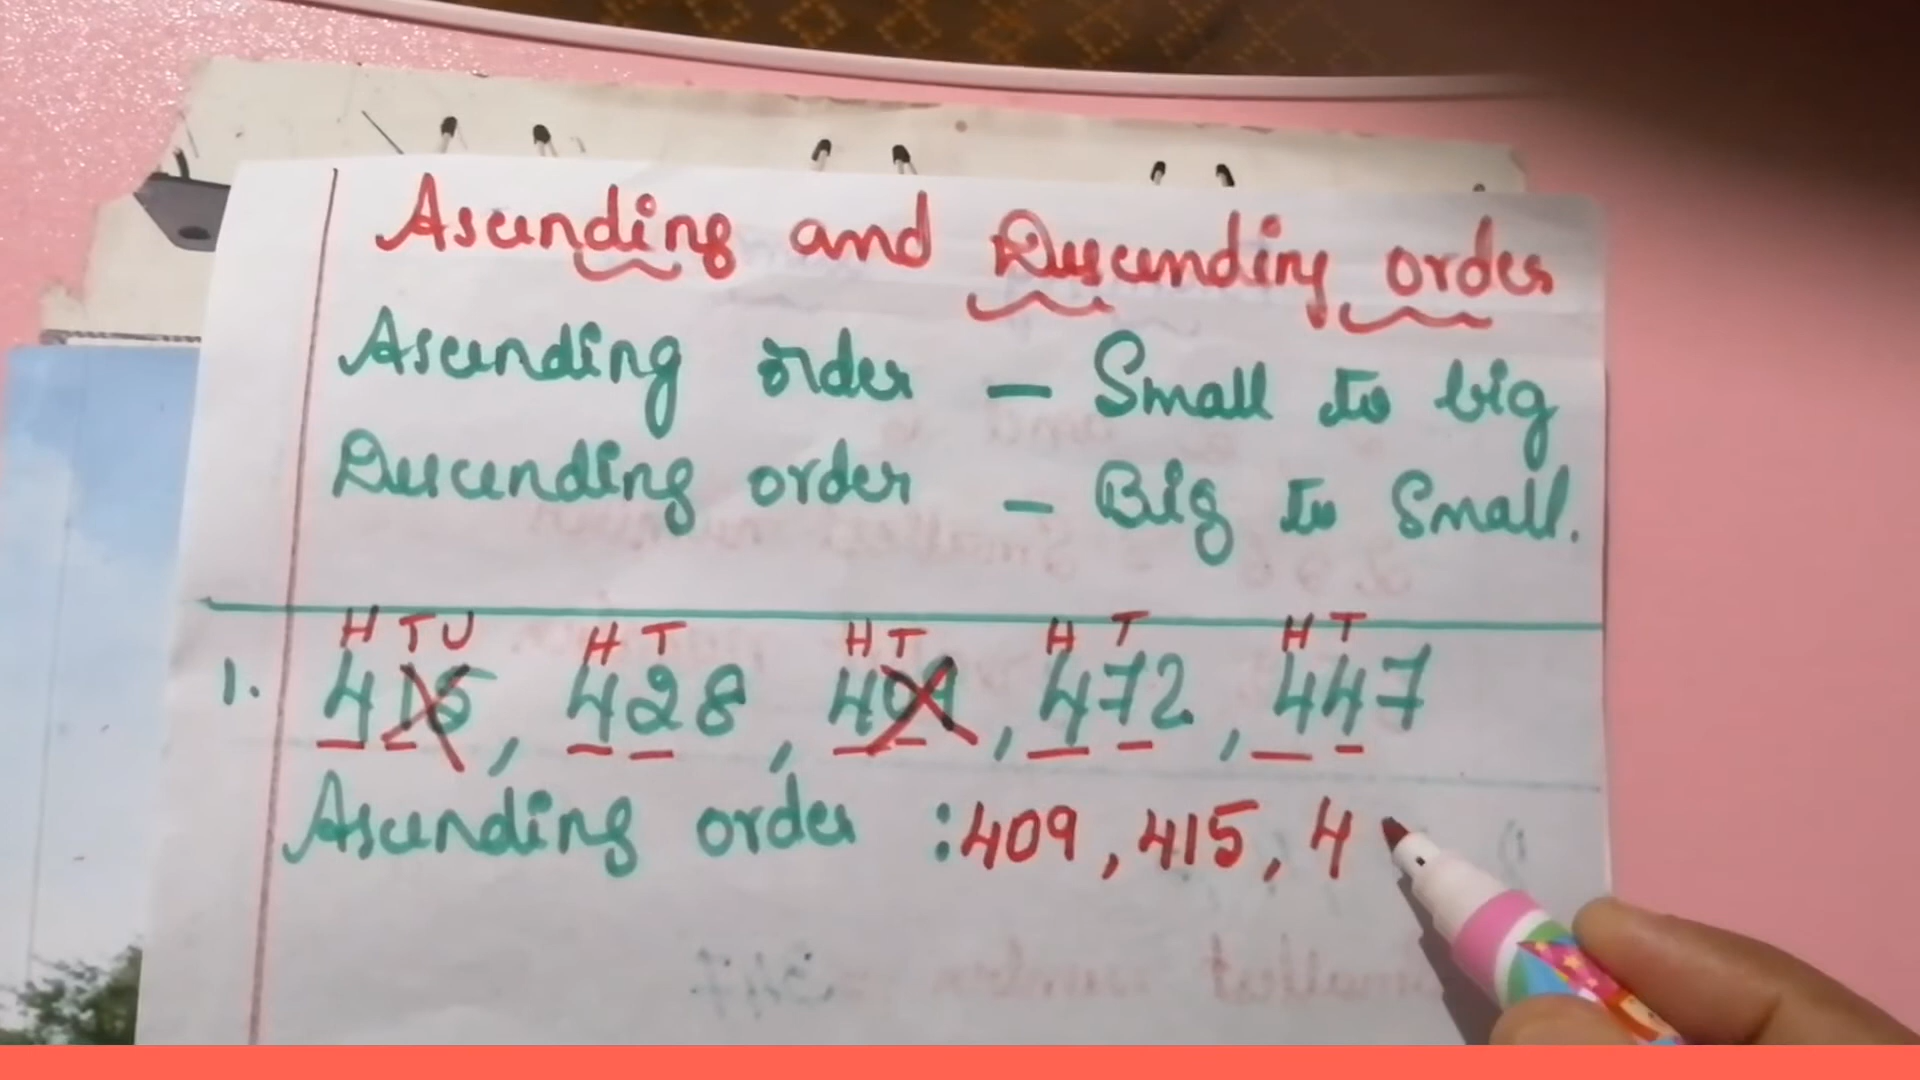 Ascending and Descending order
Ascending order - Small to big
Descending order - Big to Small.
H T U H T H T H T H T
1. 415, 428, 409, 472, 447
Ascending order : 409, 415, 4